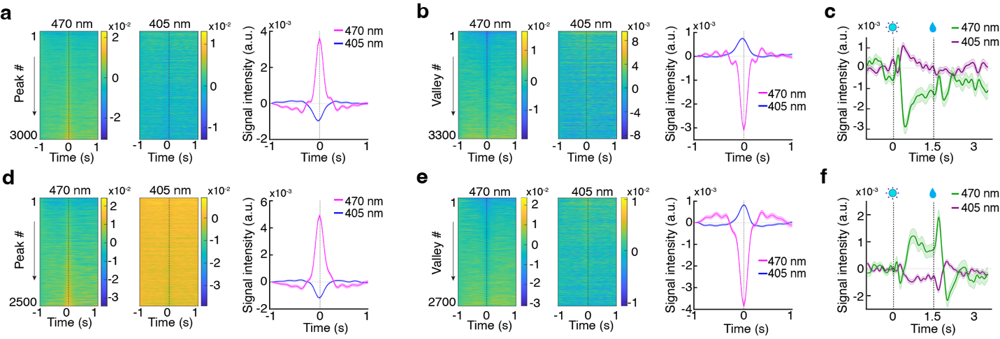 a
470 nm
405 nm
x10⁻²
x10⁻²
Peak #
1
3000
2
0
-2
1
0
-1
-1 0 1
-1 0 1
Time (s)
Time (s)
x10⁻³
470 nm
405 nm
Signal intensity (a.u.)
4
2
0
-2
-1 0 1
Time (s)
b
470 nm
405 nm
x10⁻²
x10⁻³
Valley #
1
3300
1
0
-1
8
4
0
-4
-8
-1 0 1
-1 0 1
Time (s)
Time (s)
x10⁻³
470 nm
405 nm
Signal intensity (a.u.)
1
0
-1
-2
-3
-1 0 1
Time (s)
c
x10⁻³
470 nm
405 nm
Signal intensity (a.u.)
1
0
-1
-2
-3
0 1.5 3
Time (s)
d
470 nm
405 nm
x10⁻²
x10⁻²
Peak #
1
2500
2
1
0
-1
-2
-3
0
-1
-2
-3
-1 0 1
-1 0 1
Time (s)
Time (s)
x10⁻³
470 nm
405 nm
Signal intensity (a.u.)
6
4
2
0
-2
-1 0 1
Time (s)
e
470 nm
405 nm
x10⁻²
x10⁻²
Valley #
1
2700
2
1
0
-1
-2
-3
1
0
-1
-1 0 1
-1 0 1
Time (s)
Time (s)
x10⁻³
470 nm
405 nm
Signal intensity (a.u.)
1
0
-1
-2
-3
-4
-1 0 1
Time (s)
f
x10⁻³
470 nm
405 nm
Signal intensity (a.u.)
2
1
0
-2
0 1.5 3
Time (s)